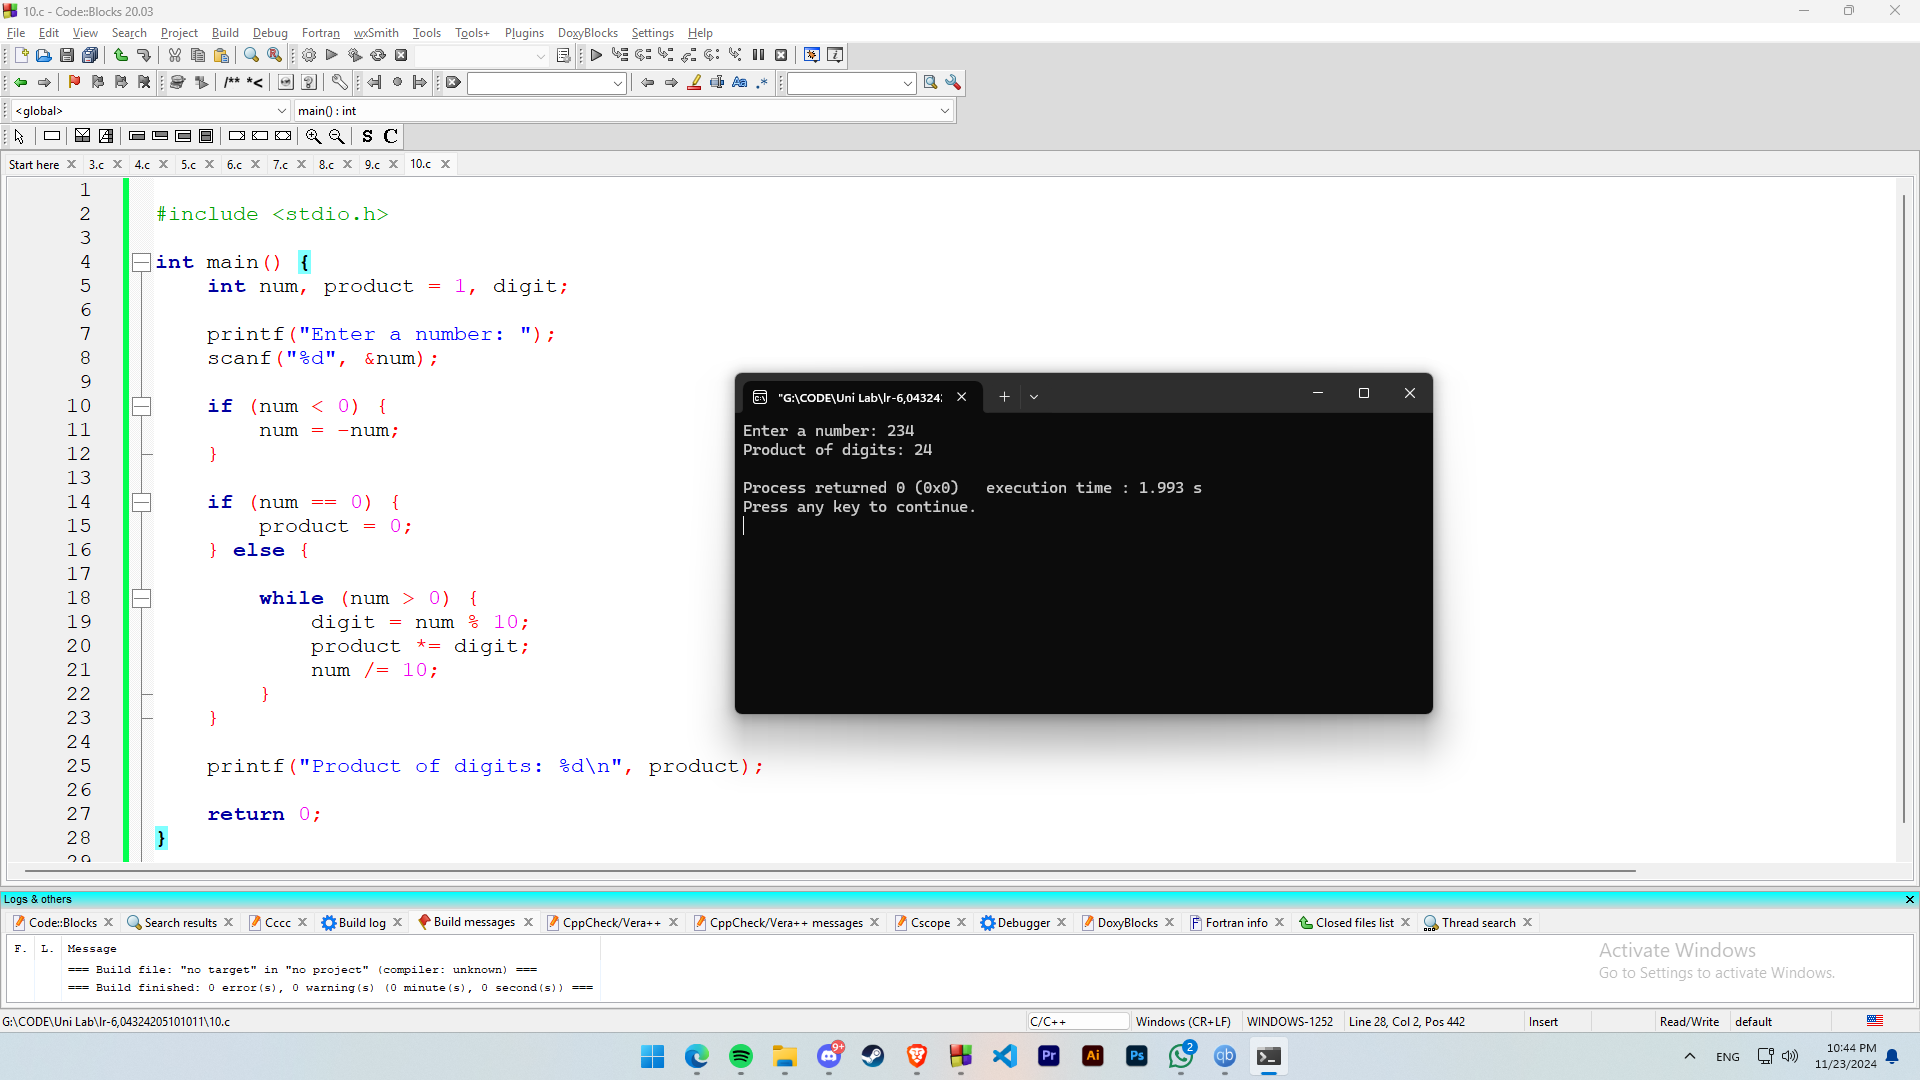 10.c - Code::Blocks 20.03
File Edit View Search Project Build Debug Fortran wxSmith Tools Tools+ Plugins DoxyBlocks Settings Help
/** *<
Aa .*
<global> main() : int
S C
Start here 3.c 4.c 5.c 6.c 7.c 8.c 9.c 10.c
1
2 #include <stdio.h>
3
4 int main() {
5 int num, product = 1, digit;
6
7 printf("Enter a number: ");
8 scanf("%d", &num);
9
10 if (num < 0) {
11 num = -num;
12 }
13
14 if (num == 0) {
15 product = 0;
16 } else {
17
18 while (num > 0) {
19 digit = num % 10;
20 product *= digit;
21 num /= 10;
22 }
23 }
24
25 printf("Product of digits: %d\n", product);
26
27 return 0;
28 }
29
"G:\CODE\Uni Lab\lr-6,04324:
Enter a number: 234
Product of digits: 24
Process returned 0 (0x0) execution time : 1.993 s
Press any key to continue.
Logs & others
Code::Blocks Search results Cccc Build log Build messages CppCheck/Vera++ CppCheck/Vera++ messages Cscope Debugger DoxyBlocks Fortran info Closed files list Thread search
F. L. Message
=== Build file: "no target" in "no project" (compiler: unknown) ===
=== Build finished: 0 error(s), 0 warning(s) (0 minute(s), 0 second(s)) ===
Activate Windows
Go to Settings to activate Windows.
G:\CODE\Uni Lab\lr-6,04324205101011\10.c C/C++ Windows (CR+LF) WINDOWS-1252 Line 28, Col 2, Pos 442 Insert Read/Write default
9+ Pr Ai Ps 2 qb ENG 10:44 PM
11/23/2024